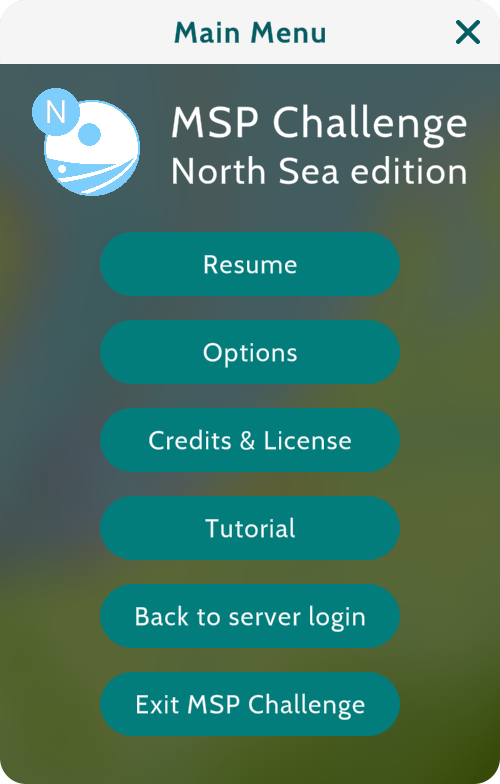 Main Menu
N
MSP Challenge
North Sea edition
Resume
Options
Credits & License
Tutorial
Back to server login
Exit MSP Challenge